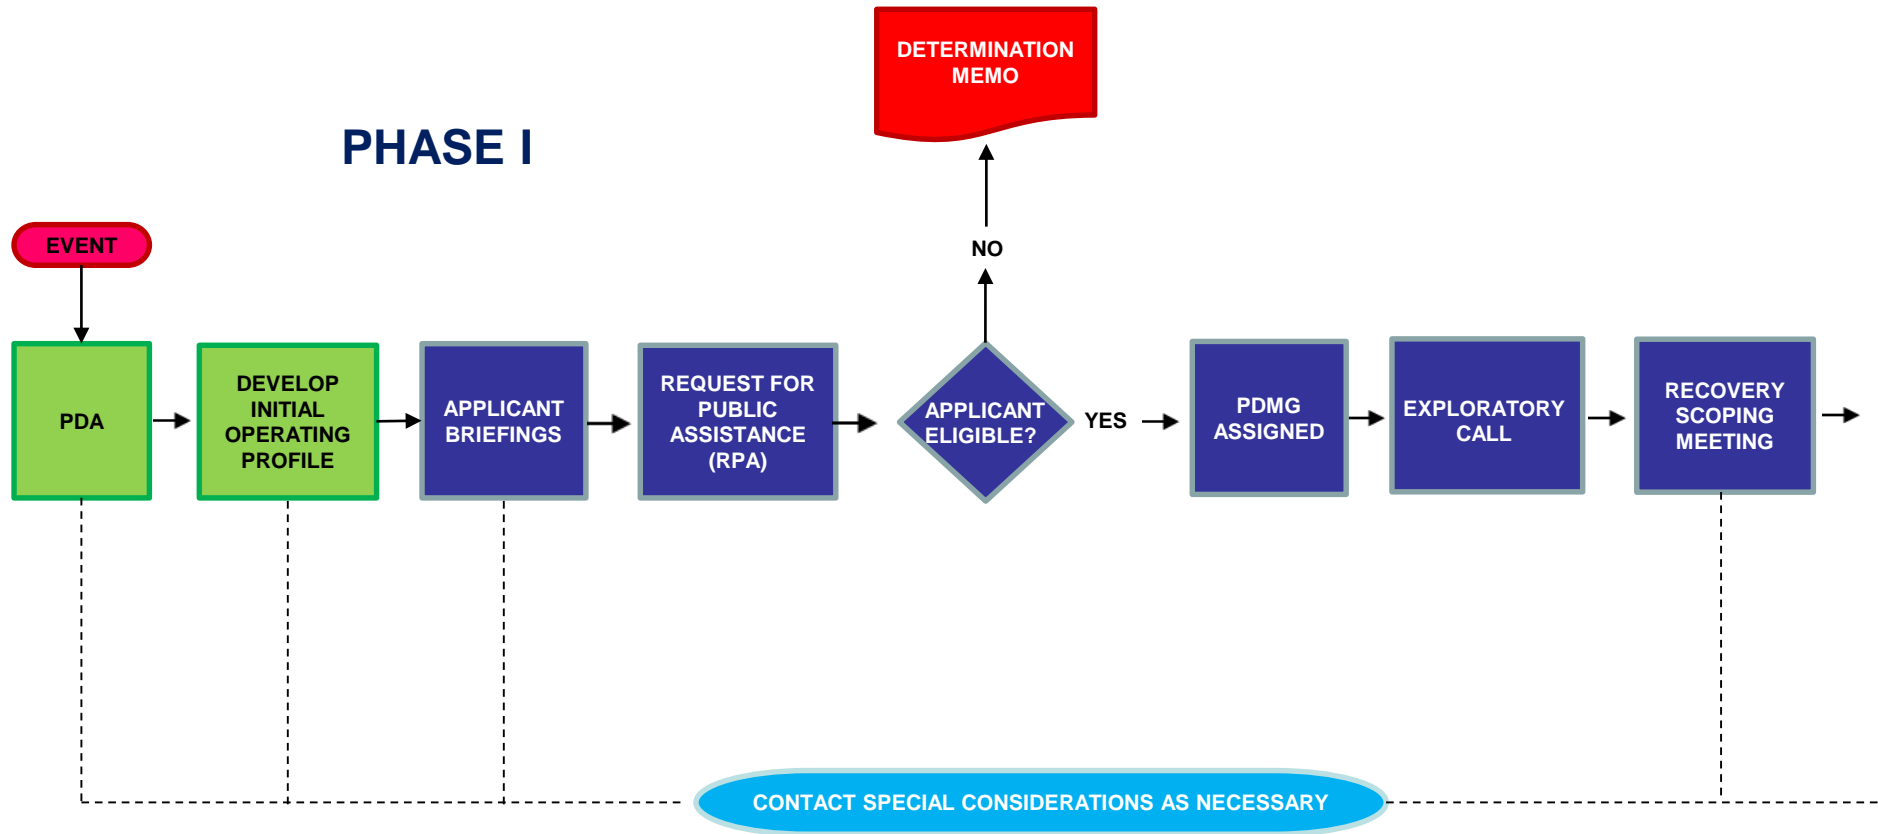 DETERMINATION
MEMO
PHASE I
EVENT
NO
PDA
DEVELOP
INITIAL
OPERATING
PROFILE
APPLICANT
BRIEFINGS
REQUEST FOR
PUBLIC
ASSISTANCE
(RPA)
APPLICANT
ELIGIBLE?
YES
PDMG
ASSIGNED
EXPLORATORY
CALL
RECOVERY
SCOPING
MEETING
CONTACT SPECIAL CONSIDERATIONS AS NECESSARY